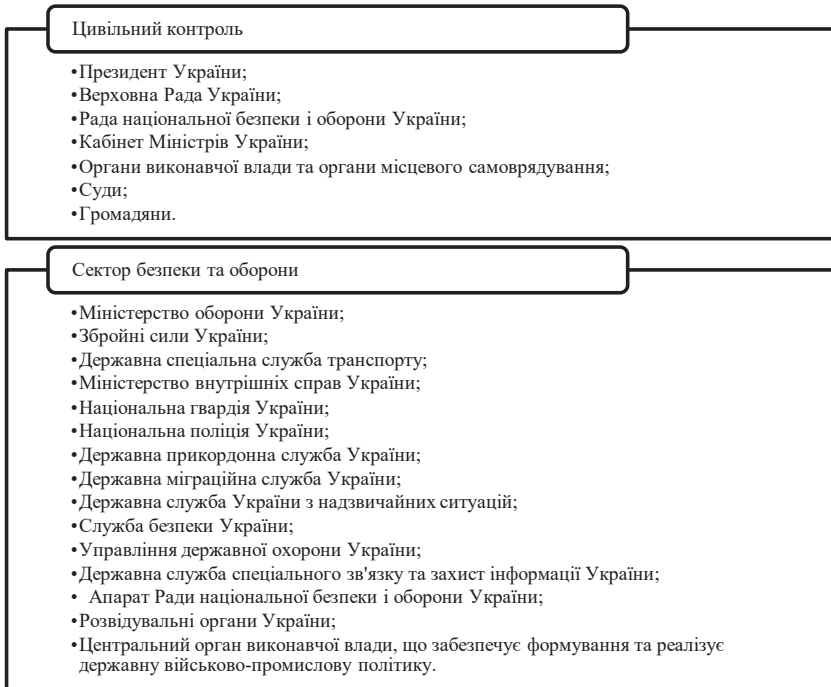 Цивільний контроль
•Президент України;
•Верховна Рада України;
•Рада національної безпеки і оборони України;
•Кабінет Міністрів України;
•Органи виконавчої влади та органи місцевого самоврядування;
•Суди;
•Громадяни.
Сектор безпеки та оборони
•Міністерство оборони України;
•Збройні сили України;
•Державна спеціальна служба транспорту;
•Міністерство внутрішніх справ України;
•Національна гвардія України;
•Національна поліція України;
•Державна прикордонна служба України;
•Державна міграційна служба України;
•Державна служба України з надзвичайних ситуацій;
•Служба безпеки України;
•Управління державної охорони України;
•Державна служба спеціального зв'язку та захист інформації України;
• Апарат Ради національної безпеки і оборони України;
•Розвідувальні органи України;
•Центральний орган виконавчої влади, що забезпечує формування та реалізує
державну військово-промислову політику.